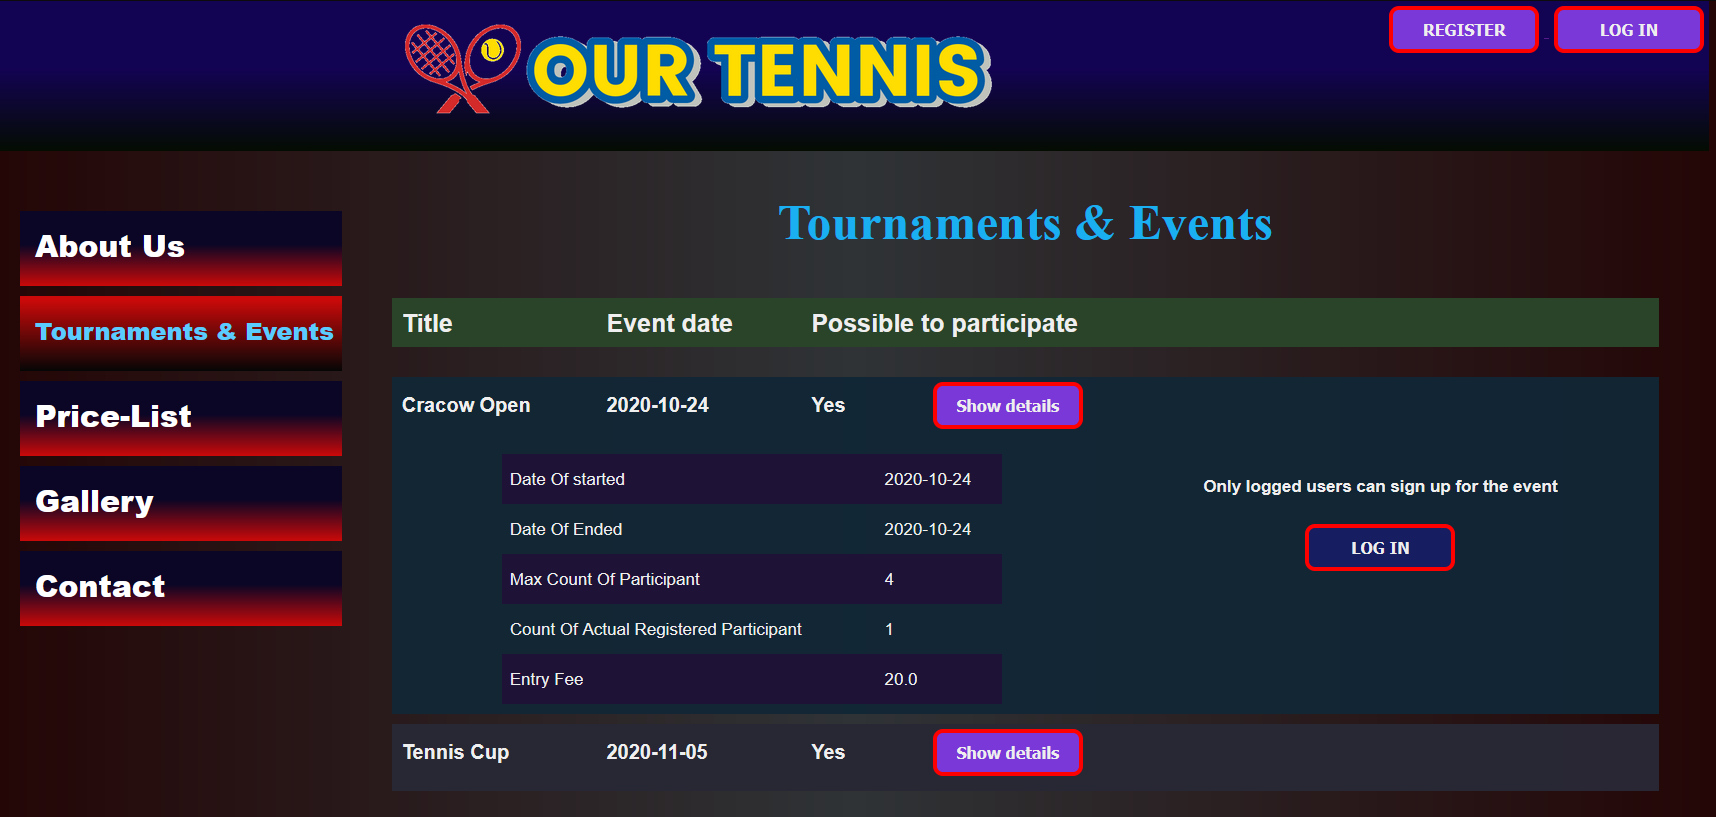 OUR TENNIS
REGISTER
LOG IN
About Us
Tournaments & Events
Price-List
Gallery
Contact
Tournaments & Events
Title Event date Possible to participate
Cracow Open 2020-10-24 Yes Show details
Date Of started 2020-10-24
Date Of Ended 2020-10-24
Max Count Of Participant 4
Count Of Actual Registered Participant 1
Entry Fee 20.0
Only logged users can sign up for the event
LOG IN
Tennis Cup 2020-11-05 Yes Show details